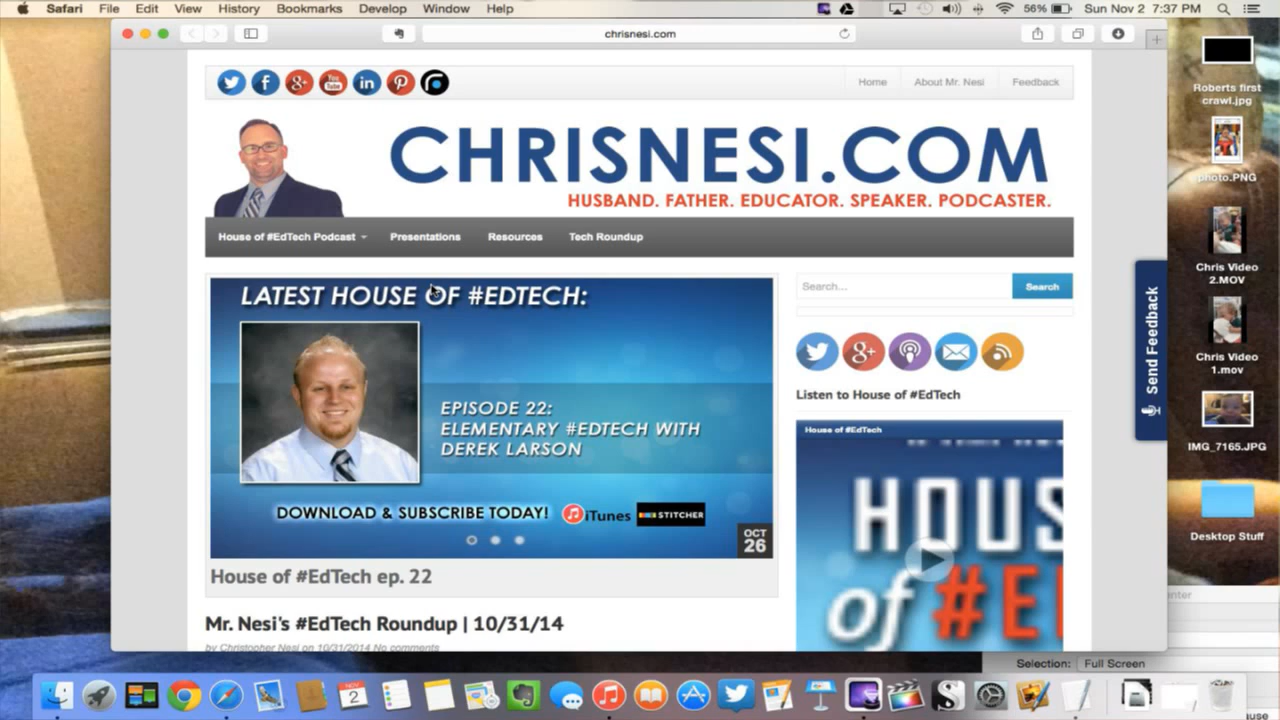 Safari File Edit View History Bookmarks Develop Window Help
56% Sun Nov 2 7:37 PM
chrisnesi.com
You
Home About Mr. Nesi Feedback
CHRISNESI.COM
HUSBAND. FATHER. EDUCATOR. SPEAKER. PODCASTER.
House of #EdTech Podcast Presentations Resources Tech Roundup
LATEST HOUSE OF #EDTECH:
EPISODE 22:
ELEMENTARY #EDTECH WITH
DEREK LARSON
DOWNLOAD & SUBSCRIBE TODAY! iTunes STITCHER
OCT
26
House of #EdTech ep. 22
Mr. Nesi's #EdTech Roundup | 10/31/14
by Christopher Nesi on 10/31/2014 No comments
Search... Search
Listen to House of #EdTech
House of #EdTech
HOUS
of #E
Send Feedback
Roberts first
crawl.jpg
photo.PNG
Chris Video
2.MOV
Chris Video
1.mov
IMG_7165.JPG
Desktop Stuff
enter
Selection: Full Screen
NOV
2
ause